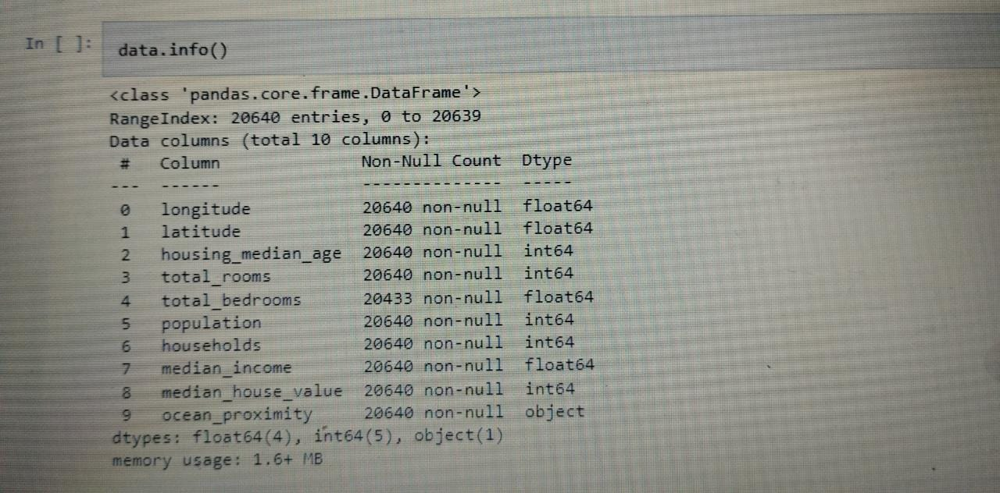 In [ ]: data.info()
<class 'pandas.core.frame.DataFrame'>
RangeIndex: 20640 entries, 0 to 20639
Data columns (total 10 columns):
 #   Column              Non-Null Count  Dtype
---  ------              --------------  -----
 0   longitude           20640 non-null  float64
 1   latitude            20640 non-null  float64
 2   housing_median_age  20640 non-null  int64
 3   total_rooms         20640 non-null  int64
 4   total_bedrooms      20433 non-null  float64
 5   population          20640 non-null  int64
 6   households          20640 non-null  int64
 7   median_income       20640 non-null  float64
 8   median_house_value  20640 non-null  int64
 9   ocean_proximity     20640 non-null  object
dtypes: float64(4), int64(5), object(1)
memory usage: 1.6+ MB